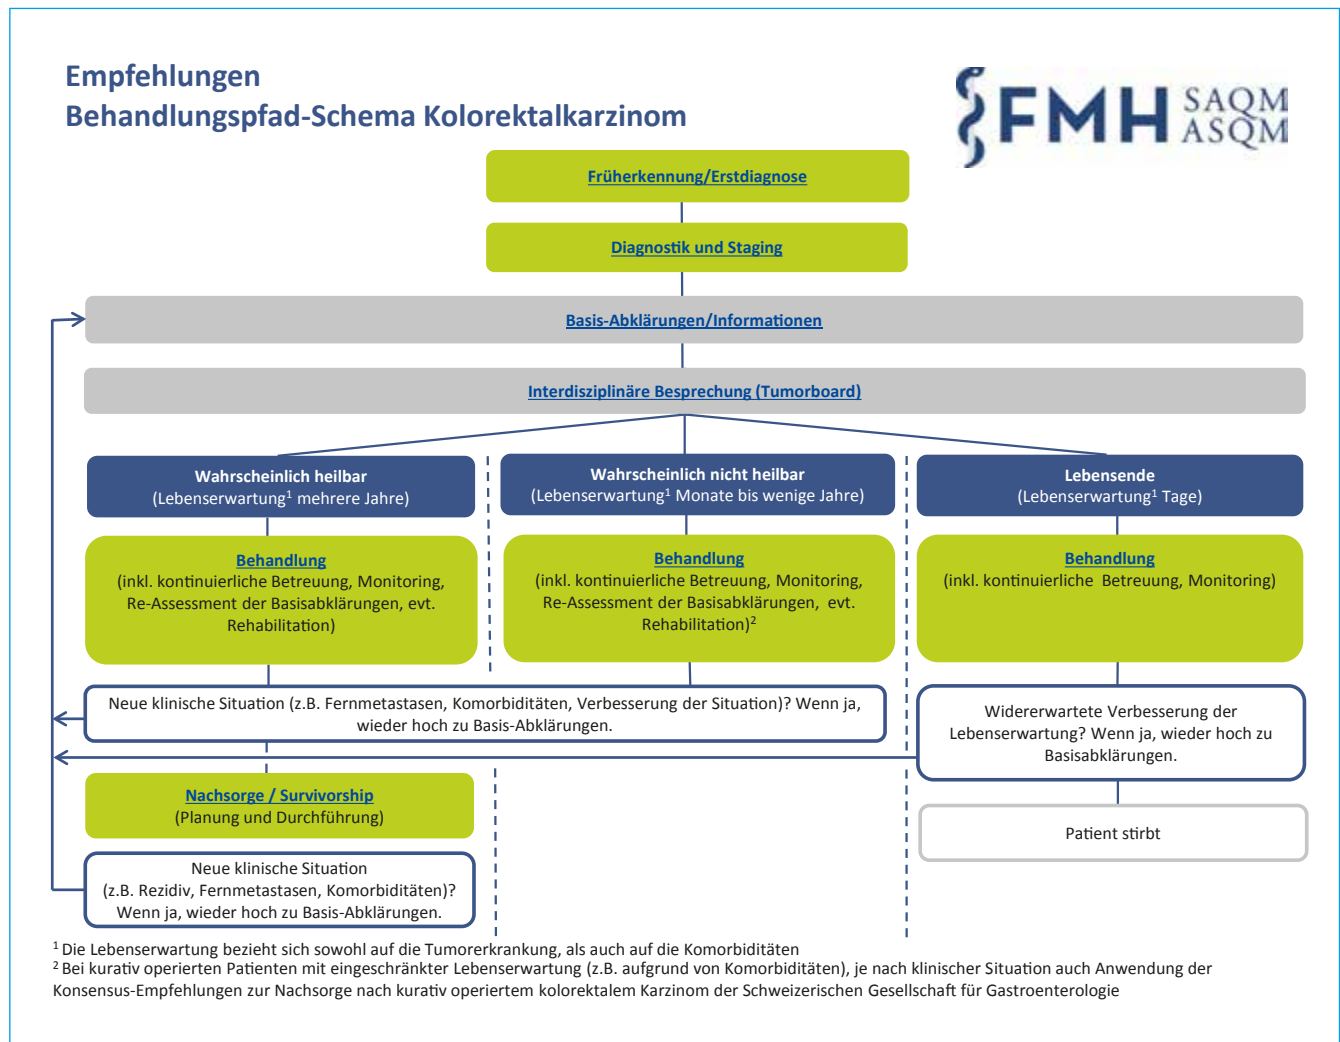 Empfehlungen
Behandlungspfad-Schema Kolorektalkarzinom
FMH SAQM
ASQM
Früherkennung/Erstdiagnose
Diagnostik und Staging
Basis-Abklärungen/Informationen
Interdisziplinäre Besprechung (Tumorboard)
Wahrscheinlich heilbar
(Lebenserwartung¹ mehrere Jahre)
Wahrscheinlich nicht heilbar
(Lebenserwartung¹ Monate bis wenige Jahre)
Lebensende
(Lebenserwartung¹ Tage)
Behandlung
(inkl. kontinuierliche Betreuung, Monitoring,
Re-Assessment der Basisabklärungen, evt.
Rehabilitation)
Behandlung
(inkl. kontinuierliche Betreuung, Monitoring,
Re-Assessment der Basisabklärungen, evt.
Rehabilitation)²
Behandlung
(inkl. kontinuierliche Betreuung, Monitoring)
Neue klinische Situation (z.B. Fernmetastasen, Komorbiditäten, Verbesserung der Situation)? Wenn ja,
wieder hoch zu Basis-Abklärungen.
Widererwartete Verbesserung der
Lebenserwartung? Wenn ja, wieder hoch zu
Basisabklärungen.
Nachsorge / Survivorship
(Planung und Durchführung)
Patient stirbt
Neue klinische Situation
(z.B. Rezidiv, Fernmetastasen, Komorbiditäten)?
Wenn ja, wieder hoch zu Basis-Abklärungen.
¹ Die Lebenserwartung bezieht sich sowohl auf die Tumorerkrankung, als auch auf die Komorbiditäten
² Bei kurativ operierten Patienten mit eingeschränkter Lebenserwartung (z.B. aufgrund von Komorbiditäten), je nach klinischer Situation auch Anwendung der
Konsensus-Empfehlungen zur Nachsorge nach kurativ operiertem kolorektalem Karzinom der Schweizerischen Gesellschaft für Gastroenterologie